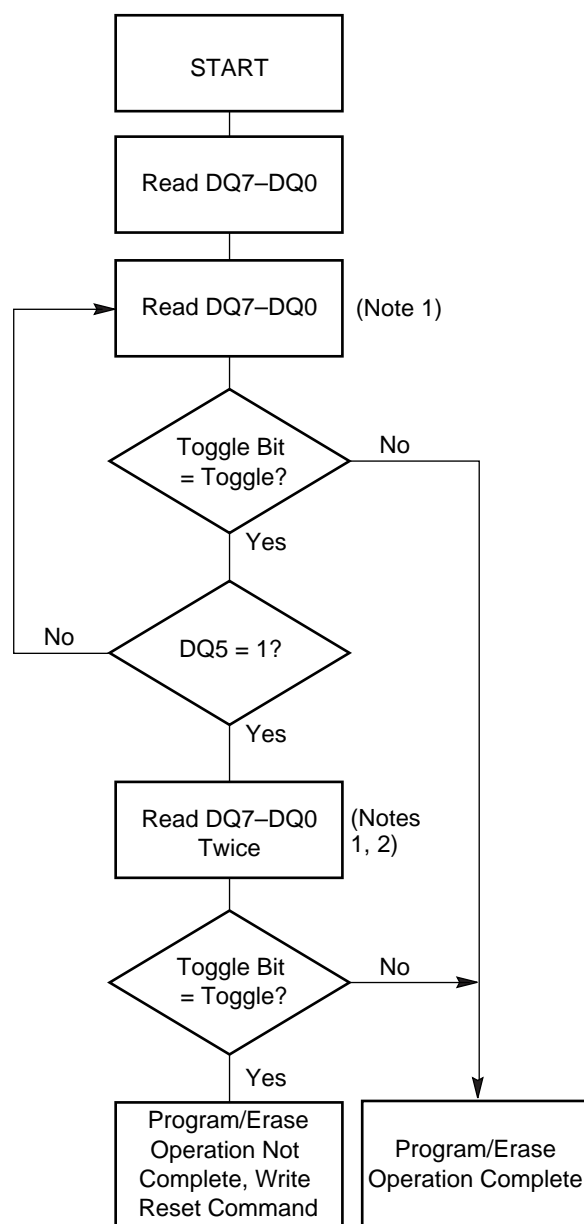 START
Read DQ7–DQ0
Read DQ7–DQ0
(Note 1)
Toggle Bit
= Toggle?
No
Yes
No
DQ5 = 1?
Yes
Read DQ7–DQ0
Twice
(Notes
1, 2)
Toggle Bit
= Toggle?
No
Yes
Program/Erase
Operation Not
Complete, Write
Reset Command
Program/Erase
Operation Complete